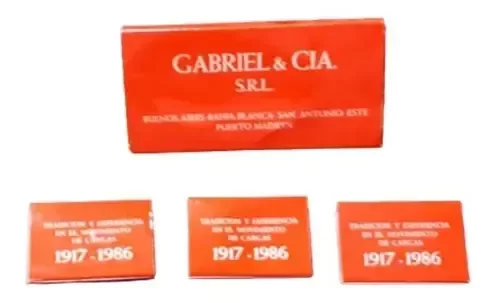 GABRIEL & CIA.
S.R.L.
BUENOS AIRES-BAHIA BLANCA-SAN ANTONIO ESTE
PUERTO MADRYN
TRADICION Y EXPERIENCIA
EN EL MOVIMIENTO
DE CARGAS
1917 - 1986
TRADICION Y EXPERIENCIA
EN EL MOVIMIENTO
DE CARGAS
1917 - 1986
TRADICION Y EXPERIENCIA
EN EL MOVIMIENTO
DE CARGAS
1917 - 1986